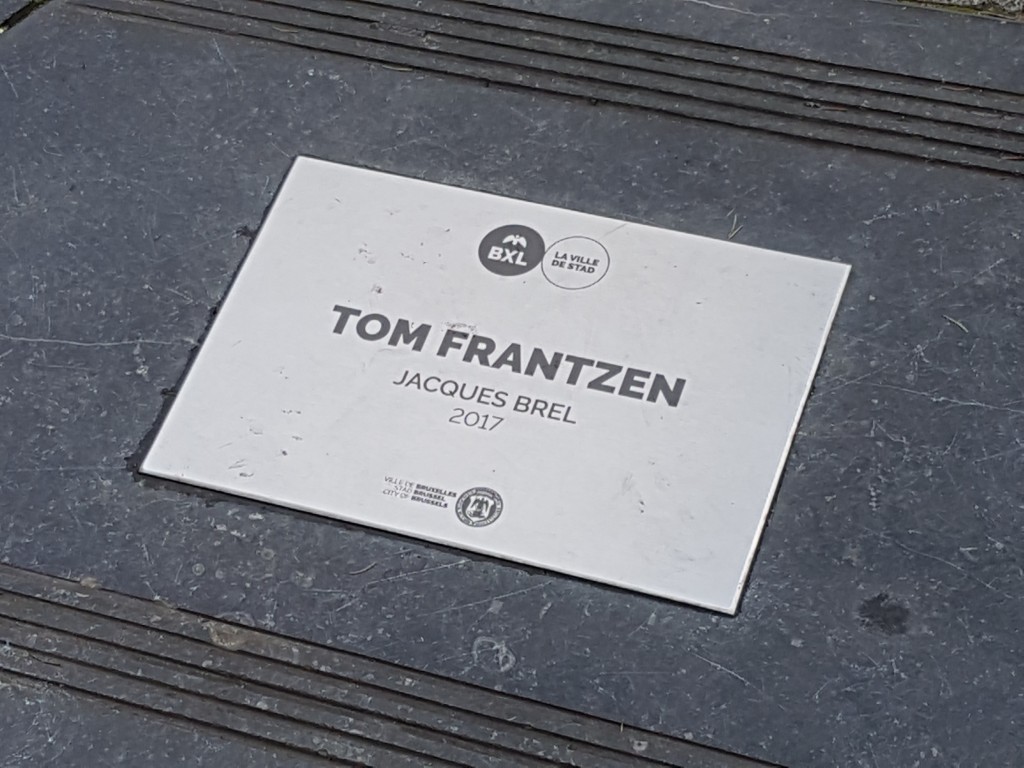 BXL
LA VILLE
DE STAD
TOM FRANTZEN
JACQUES BREL
2017
VILLE DE BRUXELLES
STAD BRUSSEL
CITY OF BRUSSELS